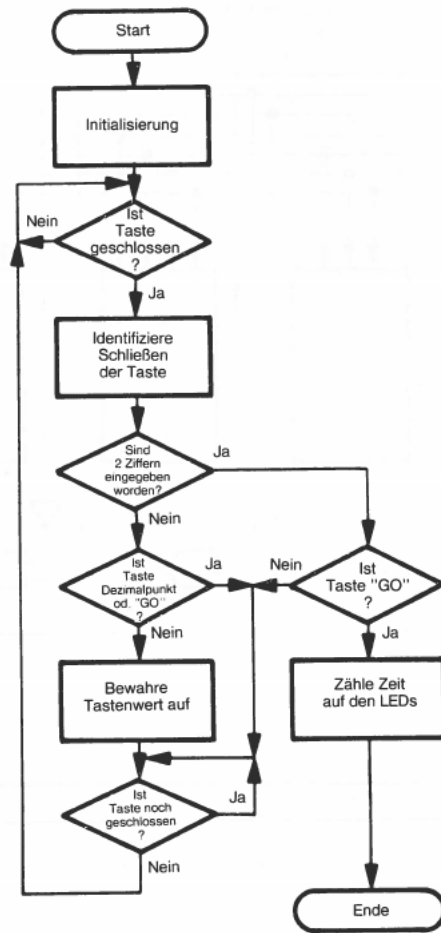 Start
Initialisierung
Nein
Ist
Taste
geschlossen
?
Ja
Identifiziere
Schließen
der Taste
Sind
2 Ziffern
eingegeben
worden?
Ja
Nein
Ist
Taste
Dezimalpunkt
od. "GO"
?
Ja
Nein
Ist
Taste "GO"
?
Nein
Ja
Bewahre
Tastenwert auf
Zähle Zeit
auf den LEDs
Ist
Taste noch
geschlossen
?
Ja
Nein
Ende